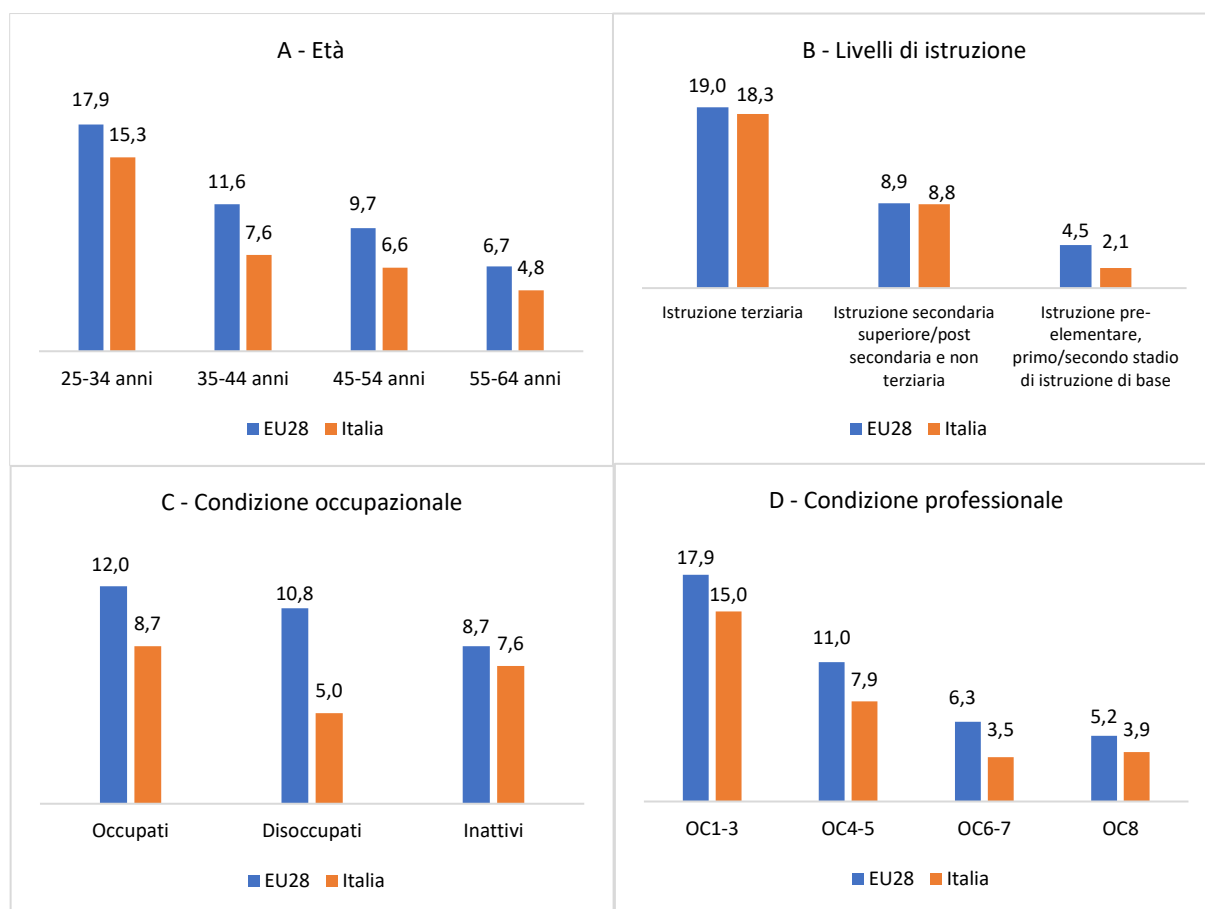 A - Età
17,9
15,3
11,6
7,6
9,7
6,6
6,7
4,8
25-34 anni
35-44 anni
45-54 anni
55-64 anni
EU28
Italia
B - Livelli di istruzione
19,0
18,3
8,9
8,8
4,5
2,1
Istruzione terziaria
Istruzione secondaria
superiore/post
secondaria e non
terziaria
Istruzione pre-
elementare,
primo/secondo stadio
di istruzione di base
EU28
Italia
C - Condizione occupazionale
12,0
8,7
10,8
5,0
8,7
7,6
Occupati
Disoccupati
Inattivi
EU28
Italia
D - Condizione professionale
17,9
15,0
11,0
7,9
6,3
3,5
5,2
3,9
OC1-3
OC4-5
OC6-7
OC8
EU28
Italia